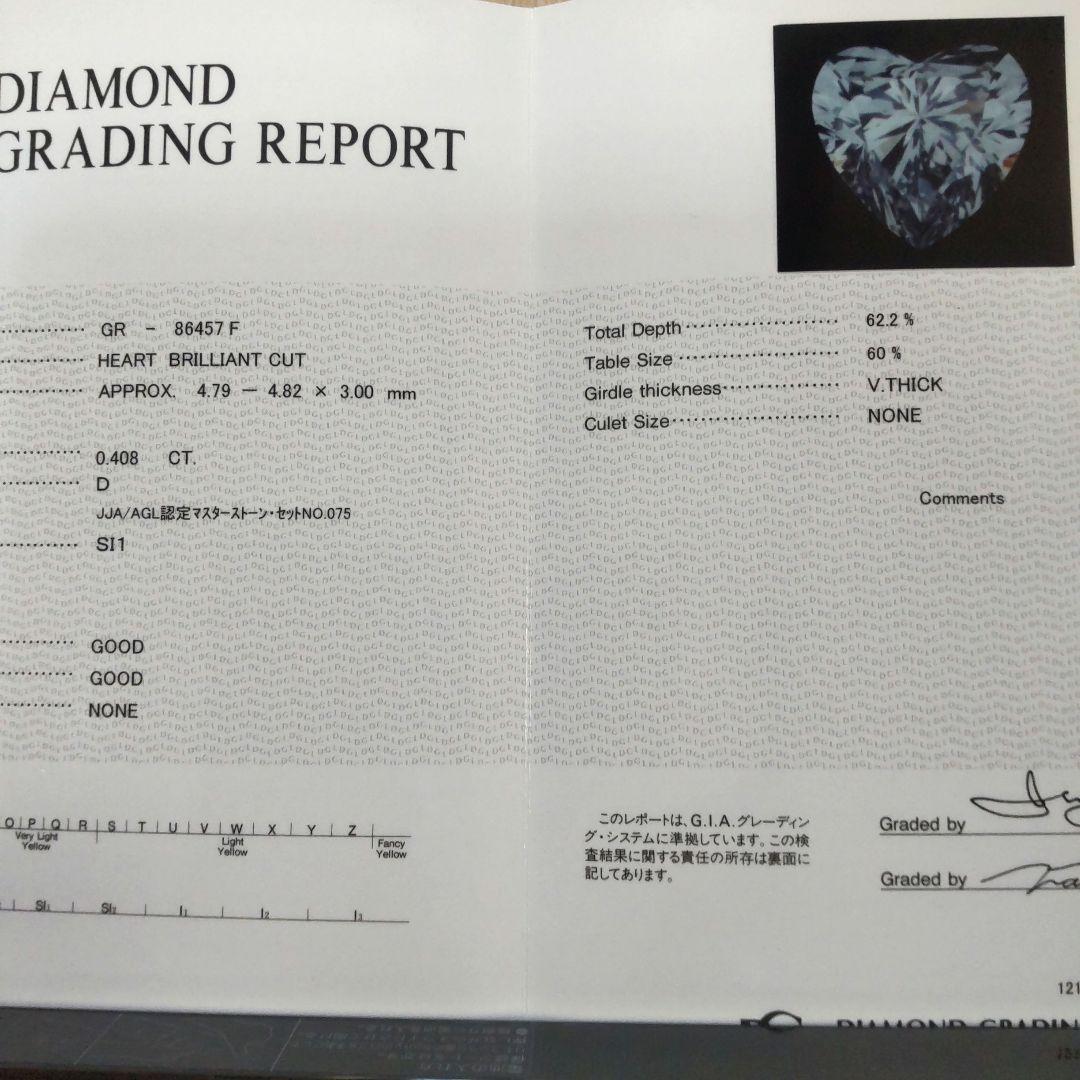 DIAMOND
GRADING REPORT
GR - 86457 F
HEART BRILLIANT CUT
APPROX. 4.79 — 4.82 × 3.00 mm
0.408 CT.
D
JJA/AGL認定マスターストーン・セットNO.075
SI1
GOOD
GOOD
NONE
Total Depth 62.2 %
Table Size 60 %
Girdle thickness V.THICK
Culet Size NONE
Comments
O P Q R S T U V W X Y Z
Very Light Yellow
Light Yellow
Fancy Yellow
SI1 SI2 I1 I2 I3
このレポートは、G.I.A.グレーディン
グ・システムに準拠しています。この検
査結果に関する責任の所存は裏面に
記してあります。
Graded by
Graded by
121
DIAMOND GRADIN